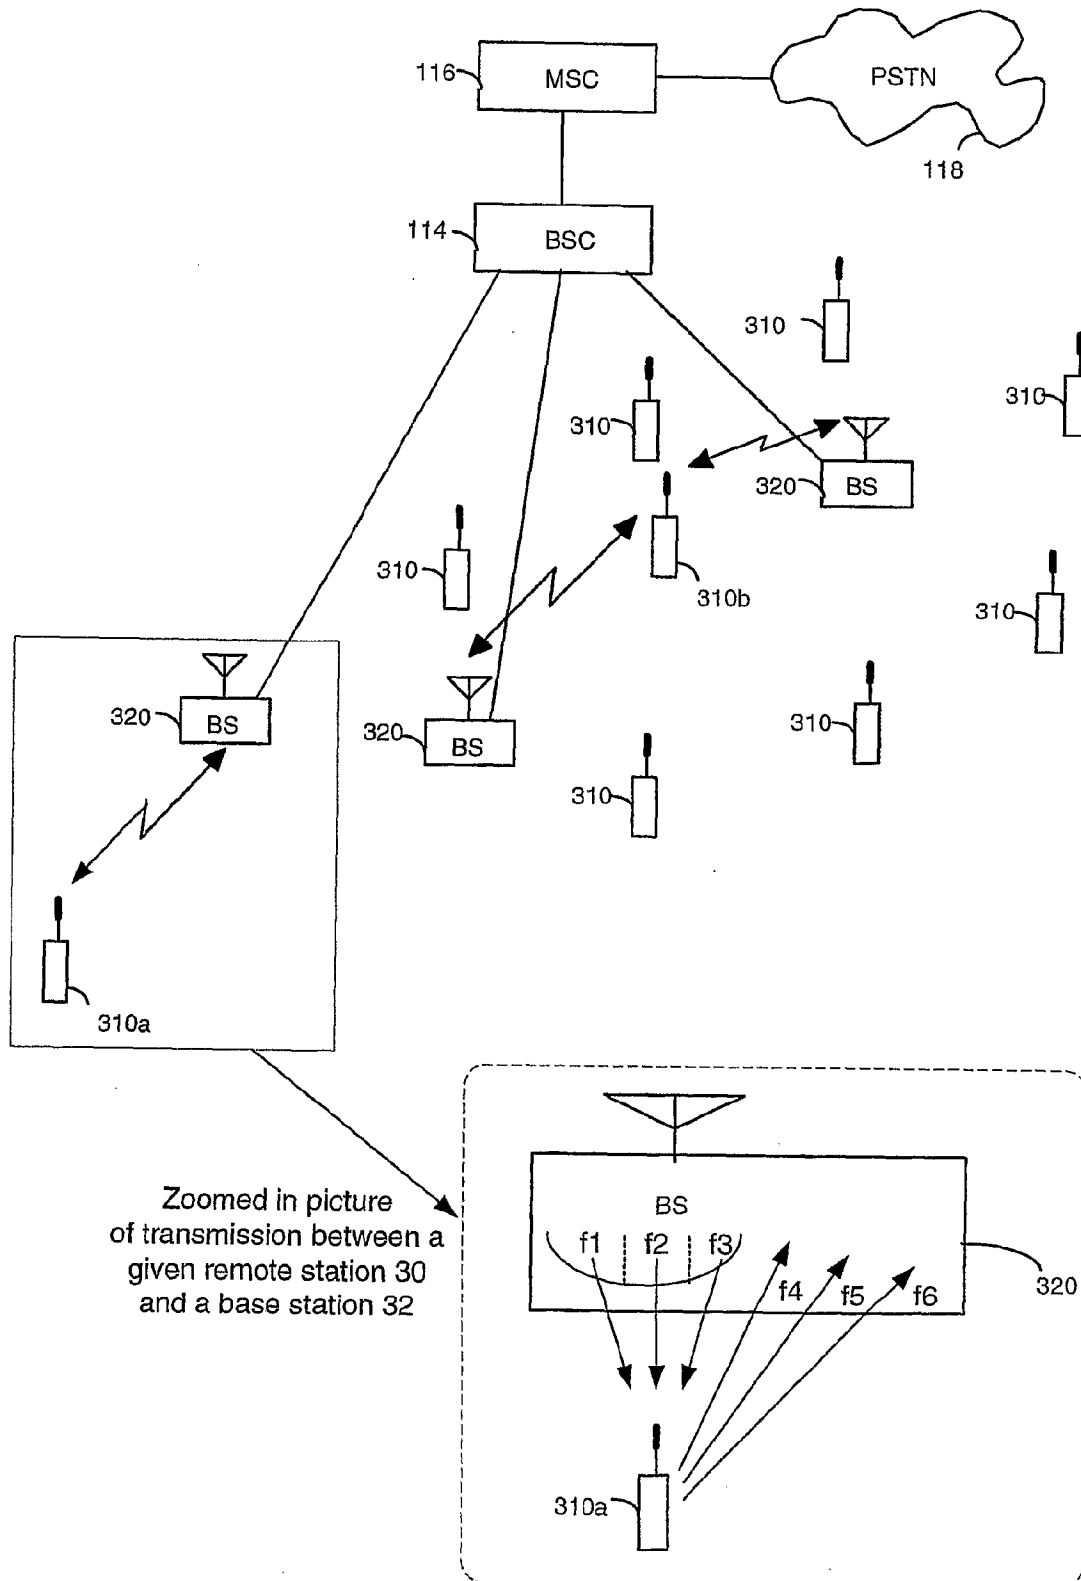 116
MSC
PSTN
118
114
BSC
310
310
310
310
320
BS
310b
310
310
320
BS
320
BS
310
310
310a
Zoomed in picture
of transmission between a
given remote station 30
and a base station 32
BS
f1
f2
f3
f4
f5
f6
320
310a